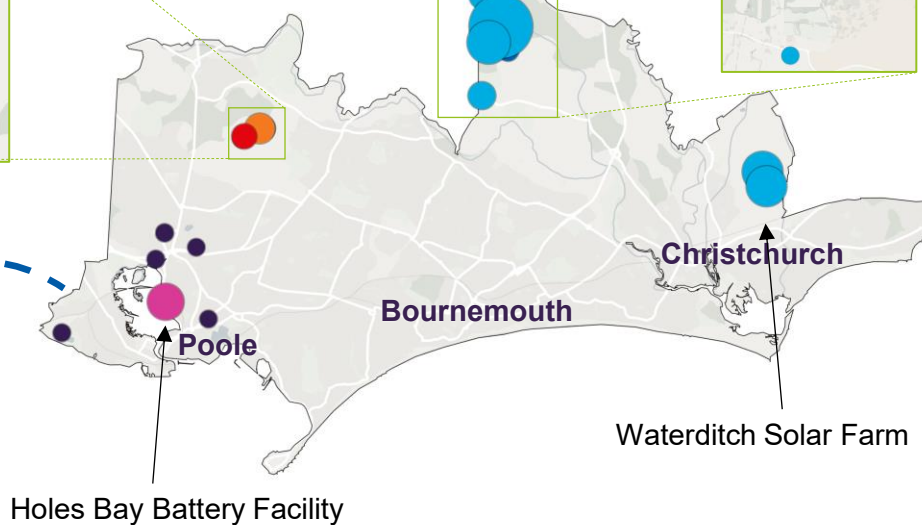 Christchurch
Bournemouth
Poole
Waterditch Solar Farm
Holes Bay Battery Facility